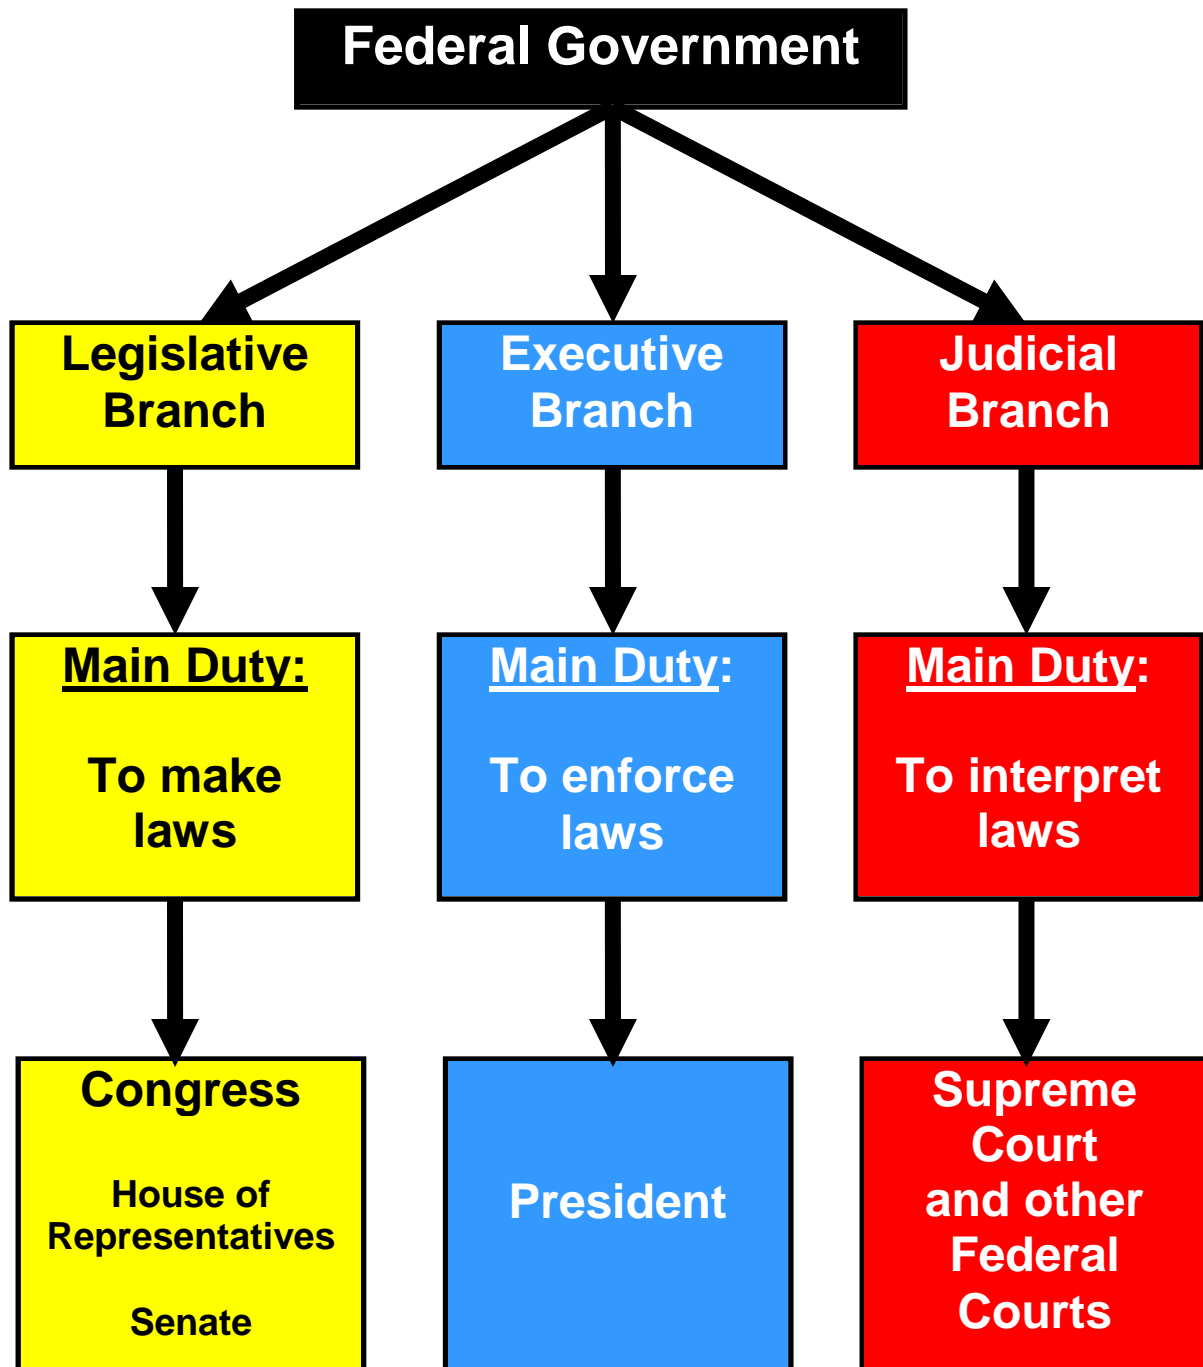 Federal Government
Legislative
Branch
Executive
Branch
Judicial
Branch
Main Duty:
To make
laws
Main Duty:
To enforce
laws
Main Duty:
To interpret
laws
Congress
House of
Representatives
Senate
President
Supreme
Court
and other
Federal
Courts